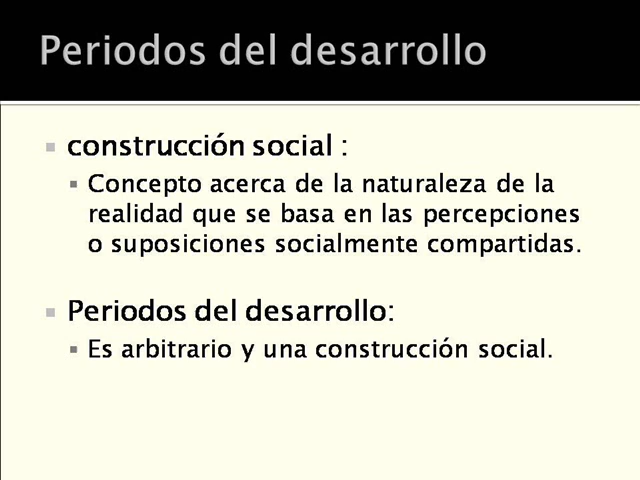 Periodos del desarrollo
construcción social :
Concepto acerca de la naturaleza de la
realidad que se basa en las percepciones
o suposiciones socialmente compartidas.
Periodos del desarrollo:
Es arbitrario y una construcción social.